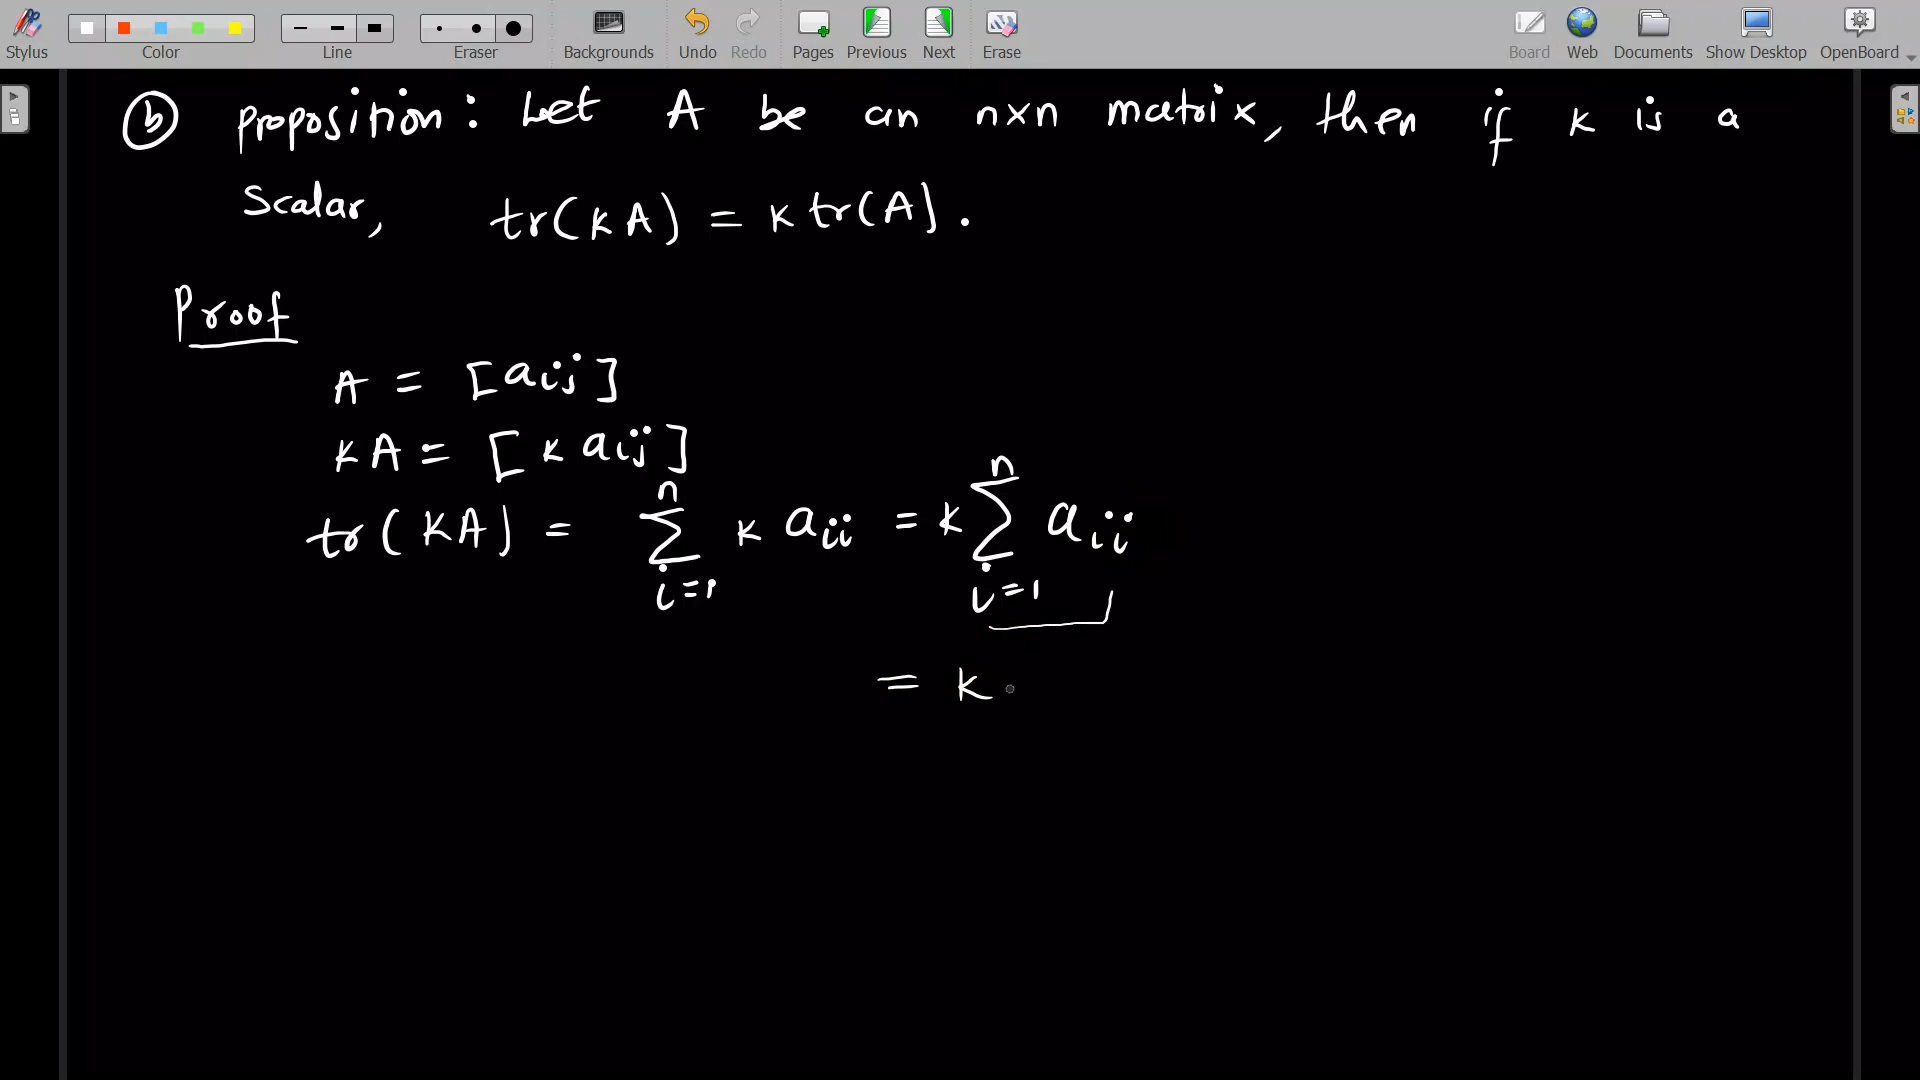 Stylus Color Line Eraser Backgrounds Undo Redo Pages Previous Next Erase Board Web Documents Show Desktop OpenBoard
ⓑ proposition: Let A be an n×n matrix, then if k is a
Scalar, tr(kA) = k tr(A).
Proof
A = [aij]
kA = [k aij]
tr(kA) = ∑_{i=1}^{n} k aii = k ∑_{i=1}^{n} aii
= k